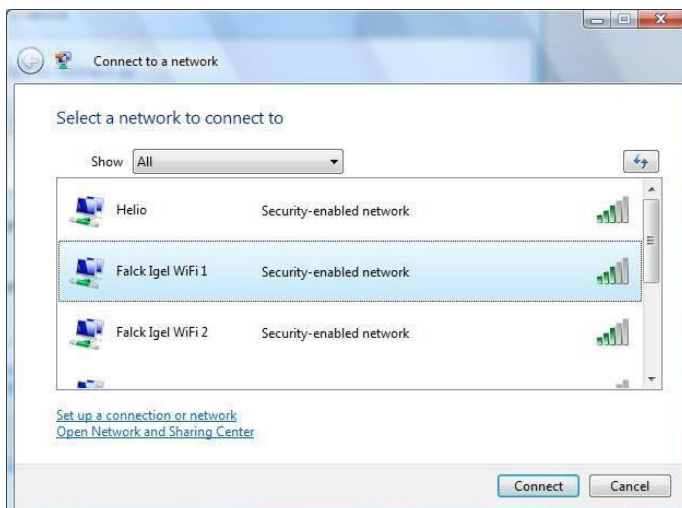 Connect to a network
Select a network to connect to
Show All
Helio Security-enabled network
Falck Igel WiFi 1 Security-enabled network
Falck Igel WiFi 2 Security-enabled network
Set up a connection or network
Open Network and Sharing Center
Connect Cancel